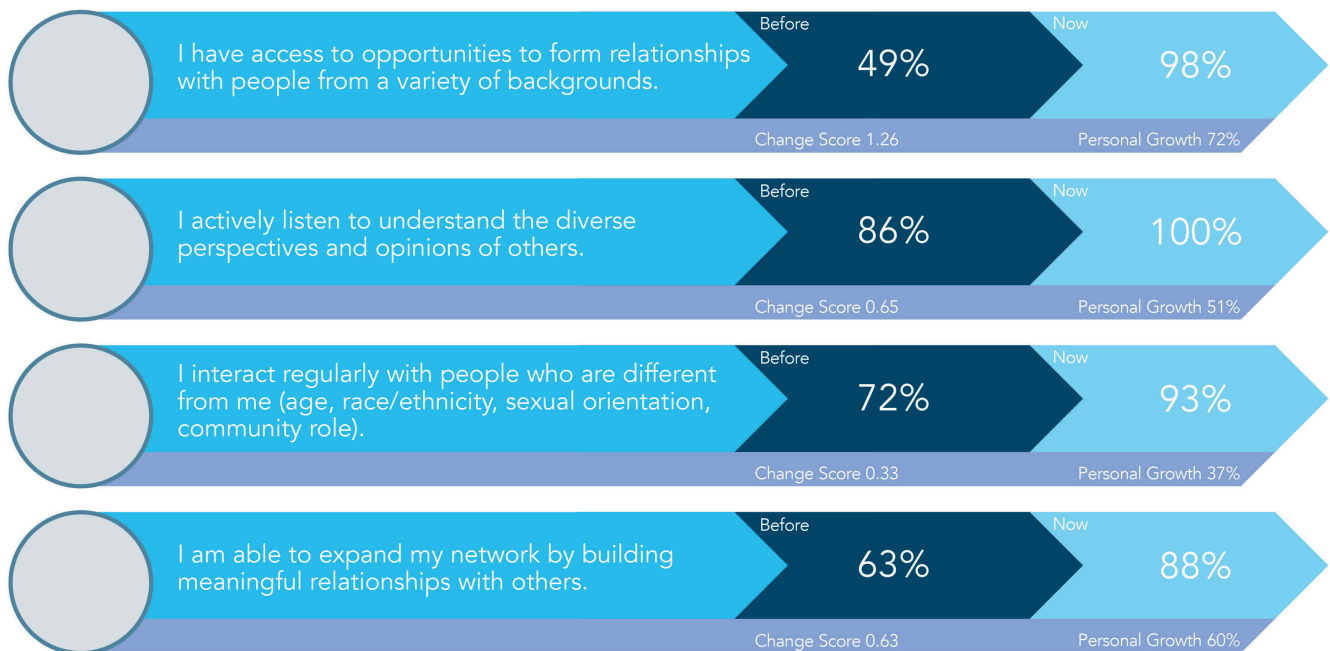 I have access to opportunities to form relationships
with people from a variety of backgrounds.
Before
49%
Now
98%
Change Score 1.26
Personal Growth 72%
I actively listen to understand the diverse
perspectives and opinions of others.
Before
86%
Now
100%
Change Score 0.65
Personal Growth 51%
I interact regularly with people who are different
from me (age, race/ethnicity, sexual orientation,
community role).
Before
72%
Now
93%
Change Score 0.33
Personal Growth 37%
I am able to expand my network by building
meaningful relationships with others.
Before
63%
Now
88%
Change Score 0.63
Personal Growth 60%